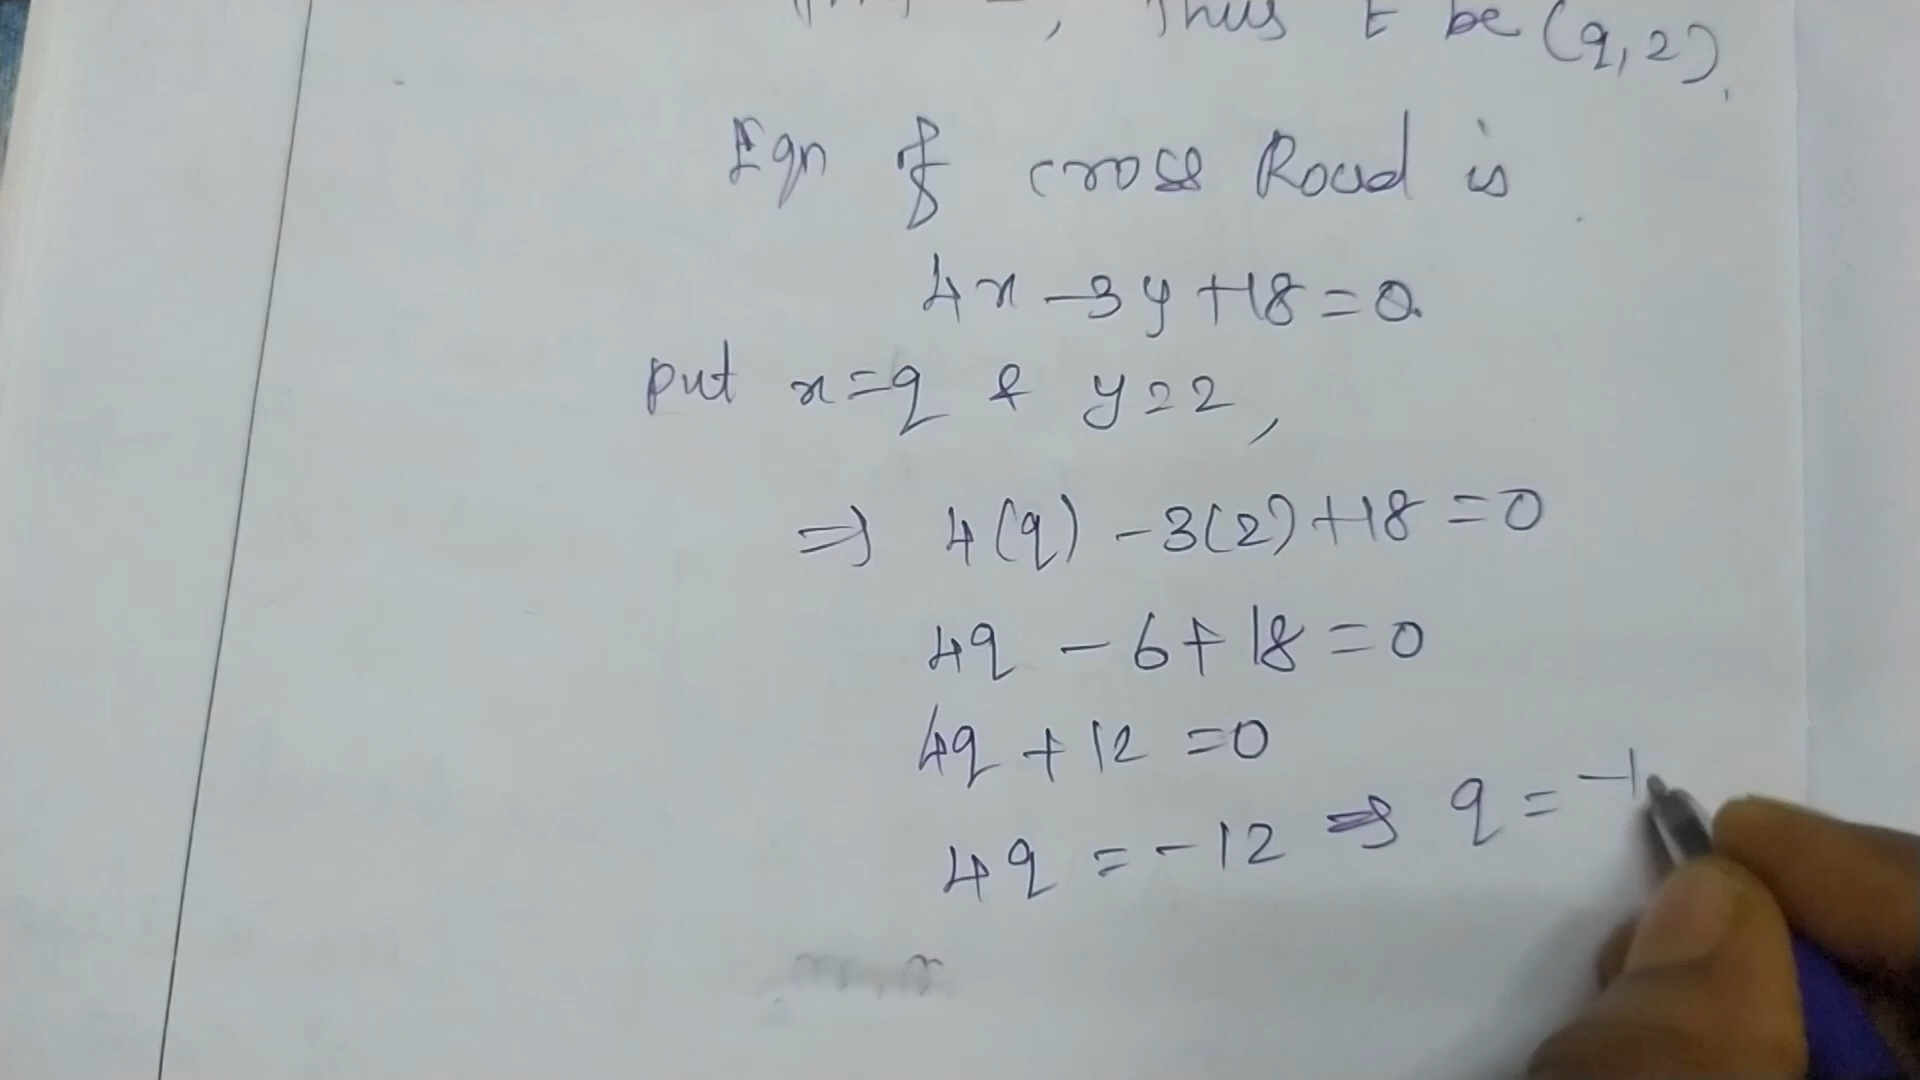 , Thus E be (q, 2).
Eqn of cross Road is
4x - 3y + 18 = 0.
put x = q & y = 2,
⇒ 4(q) - 3(2) + 18 = 0
4q - 6 + 18 = 0
4q + 12 = 0
4q = -12 ⇒ q = -1